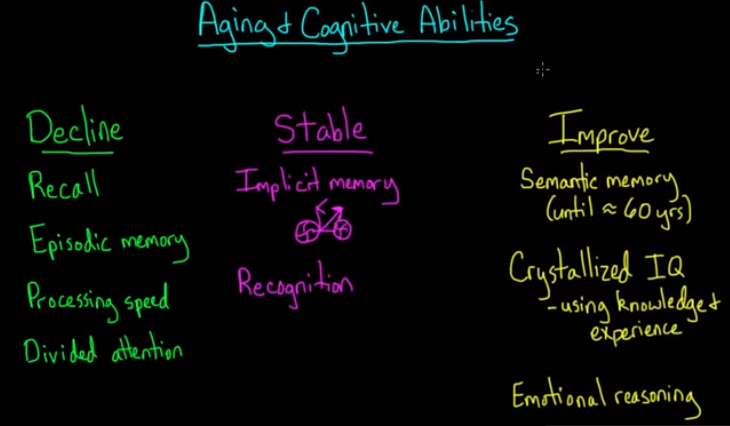 Aging & Cognitive Abilities
Decline
Recall
Episodic memory
Processing speed
Divided attention
Stable
Implicit memory
Recognition
Improve
Semantic memory
(until ≈ 60 yrs)
Crystallized IQ
- using knowledge &
experience
Emotional reasoning